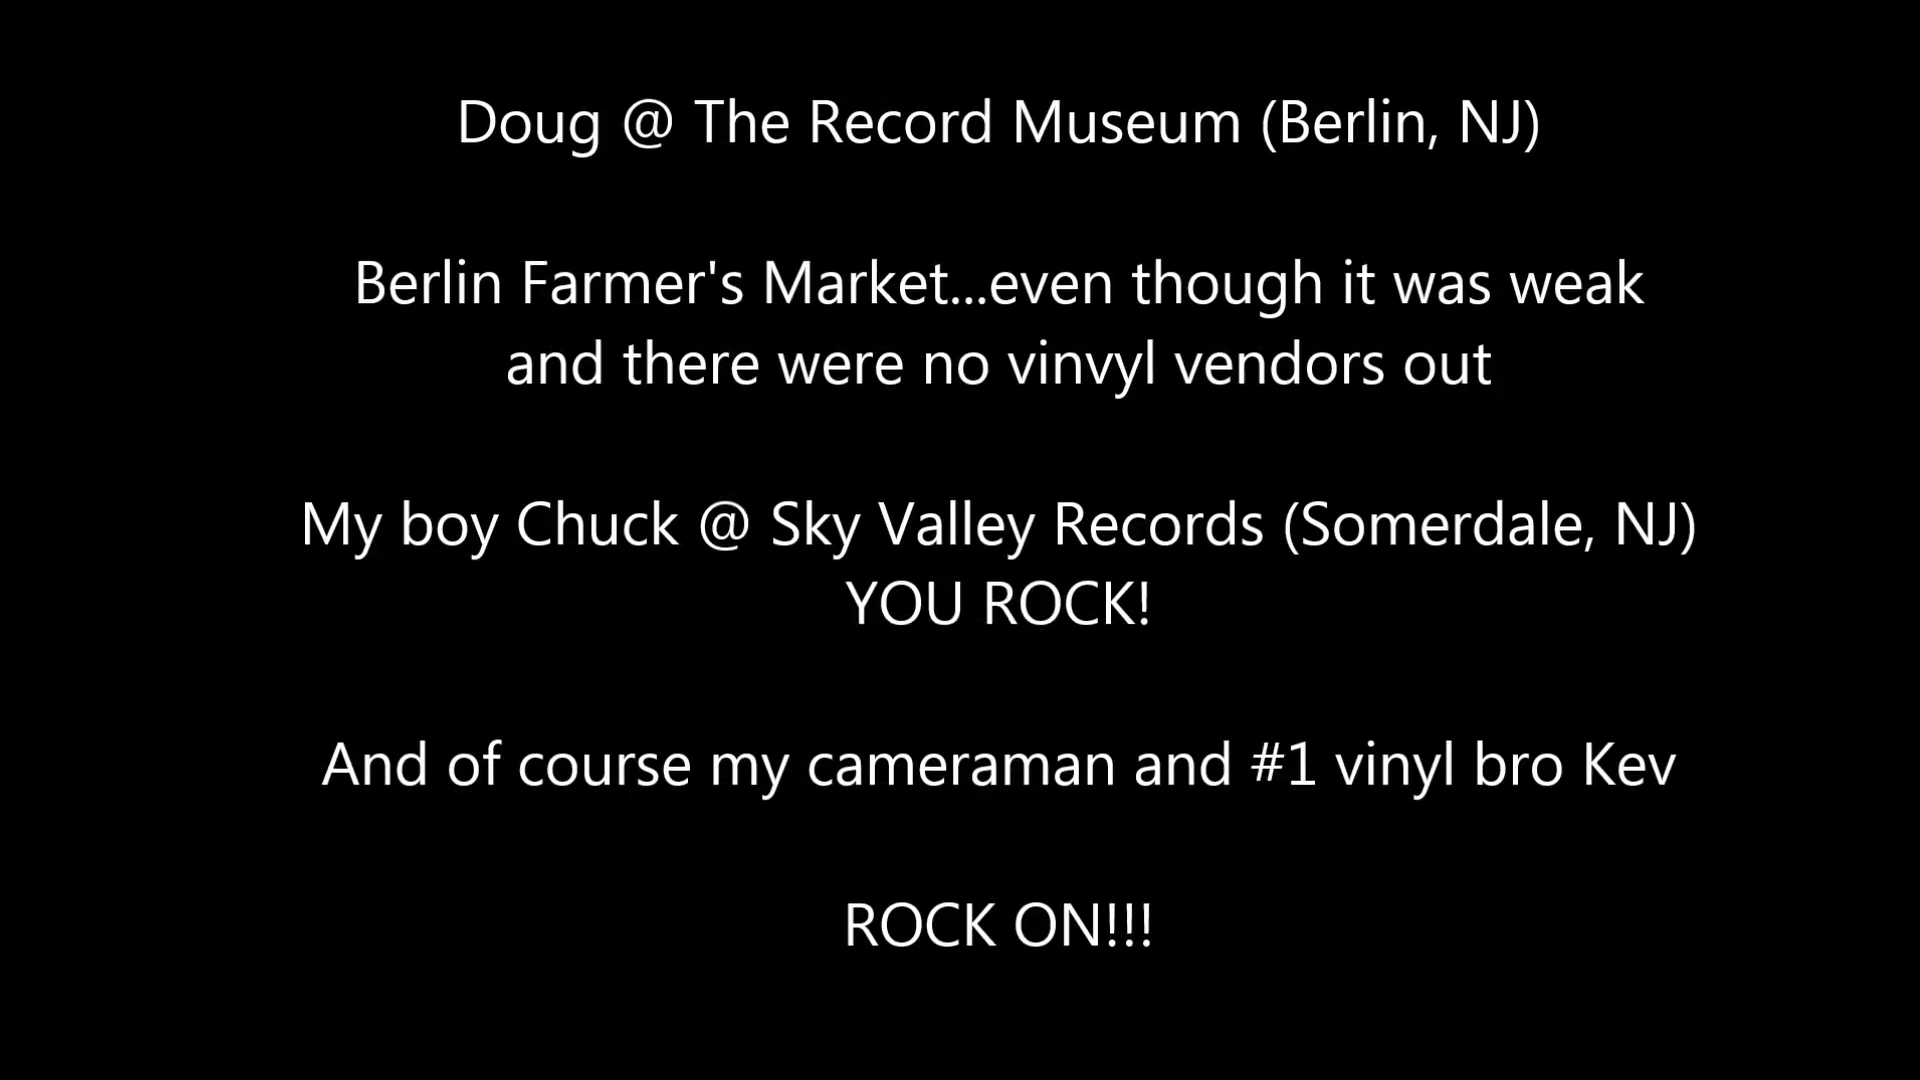 Doug @ The Record Museum (Berlin, NJ)
Berlin Farmer's Market...even though it was weak
and there were no vinvyl vendors out
My boy Chuck @ Sky Valley Records (Somerdale, NJ)
YOU ROCK!
And of course my cameraman and #1 vinyl bro Kev
ROCK ON!!!